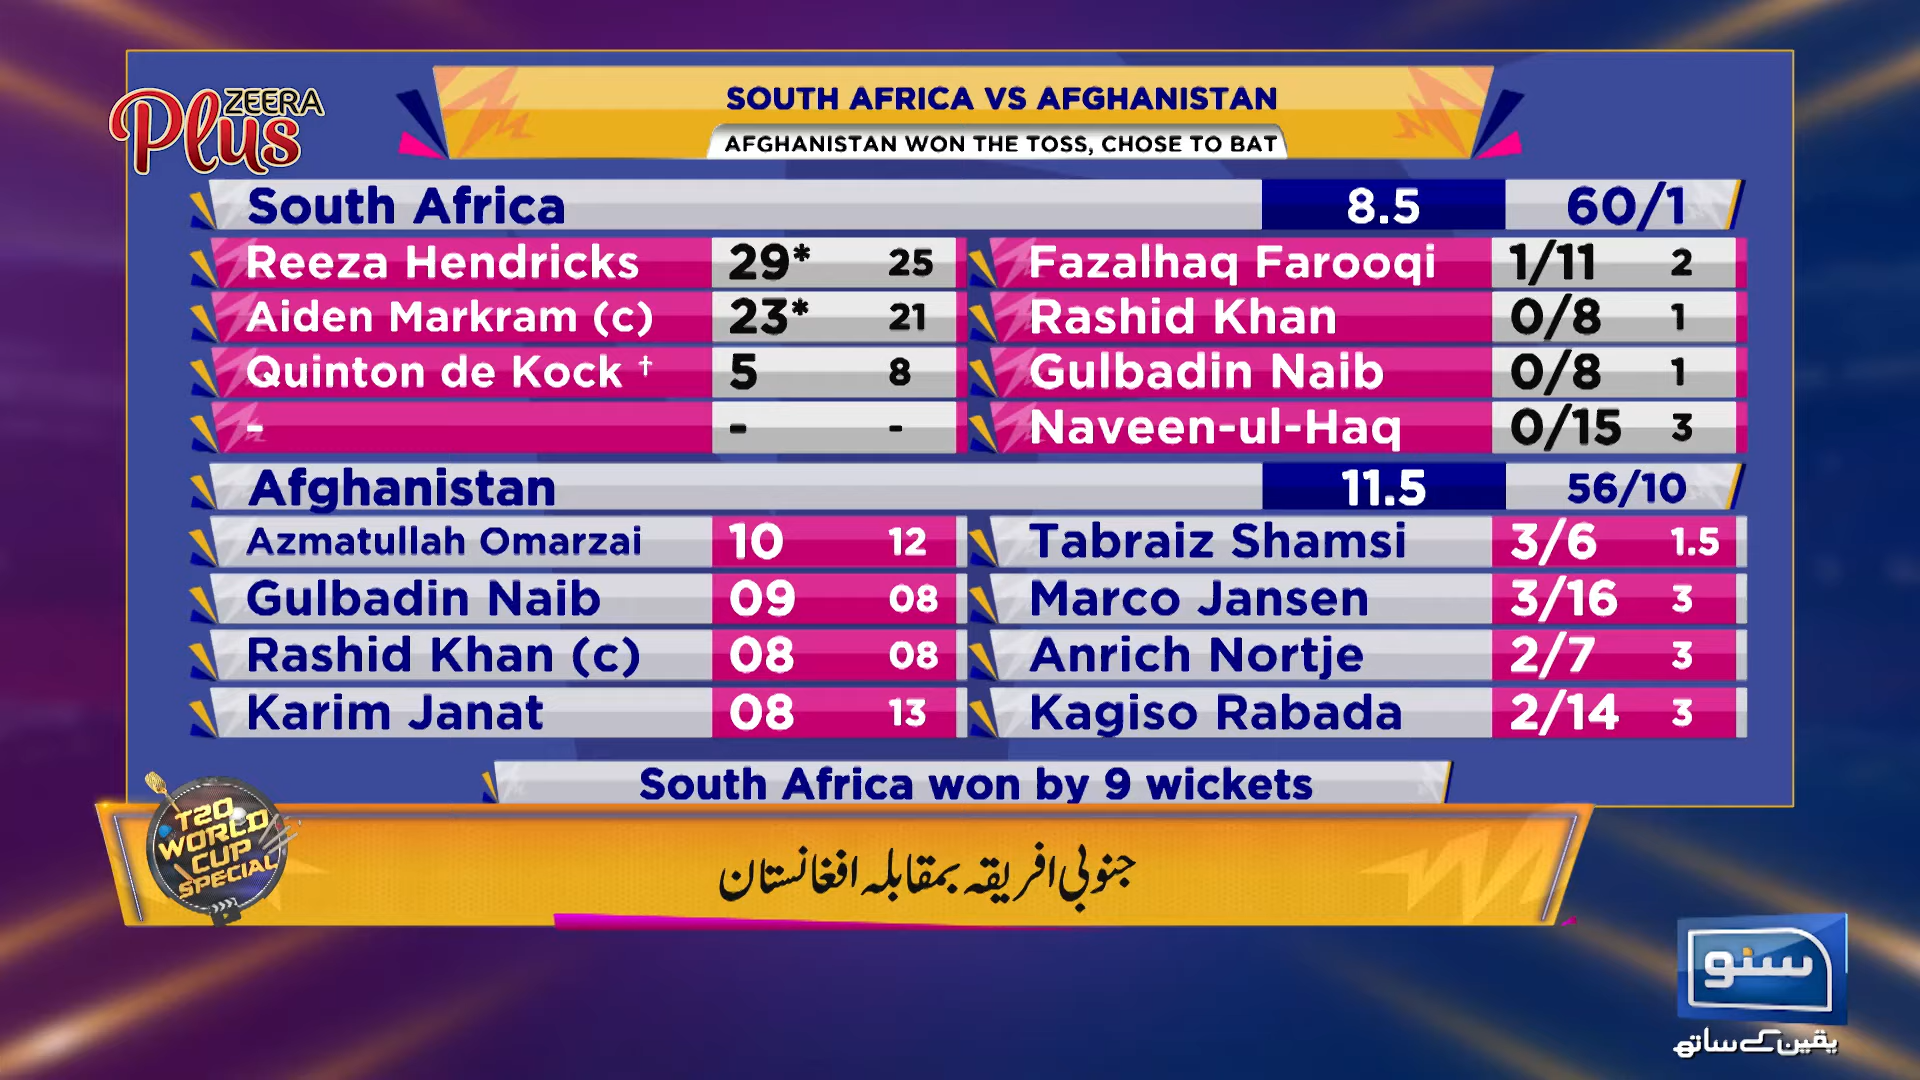 ZEERA
Plus
SOUTH AFRICA VS AFGHANISTAN
AFGHANISTAN WON THE TOSS, CHOSE TO BAT
South Africa 8.5 60/1
Reeza Hendricks 29* 25 Fazalhaq Farooqi 1/11 2
Aiden Markram (c) 23* 21 Rashid Khan 0/8 1
Quinton de Kock † 5 8 Gulbadin Naib 0/8 1
- - - Naveen-ul-Haq 0/15 3
Afghanistan 11.5 56/10
Azmatullah Omarzai 10 12 Tabraiz Shamsi 3/6 1.5
Gulbadin Naib 09 08 Marco Jansen 3/16 3
Rashid Khan (c) 08 08 Anrich Nortje 2/7 3
Karim Janat 08 13 Kagiso Rabada 2/14 3
South Africa won by 9 wickets
T20
WORLD
CUP
SPECIAL
جنوبی افریقہ بمقابلہ افغانستان
سنو
یقین کے ساتھ